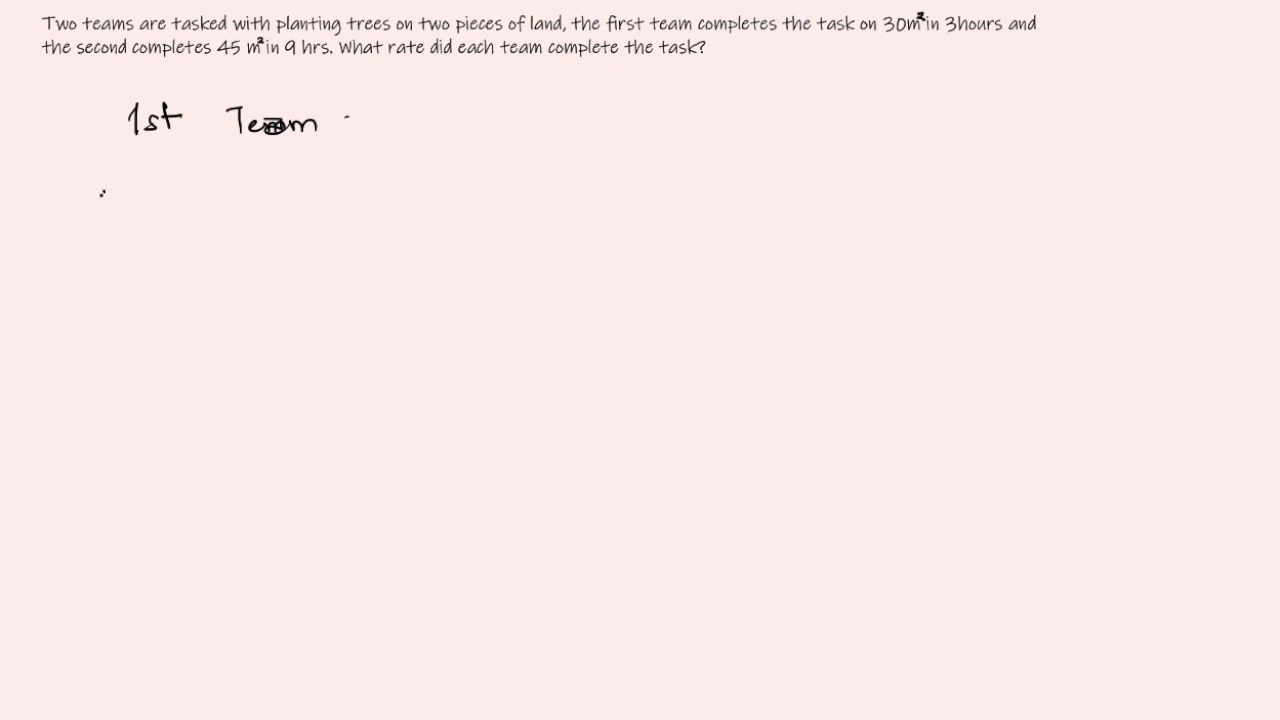 Two teams are tasked with planting trees on two pieces of land, the first team completes the task on 30m² in 3hours and
the second completes 45 m² in 9 hrs. What rate did each team complete the task?
1st Team